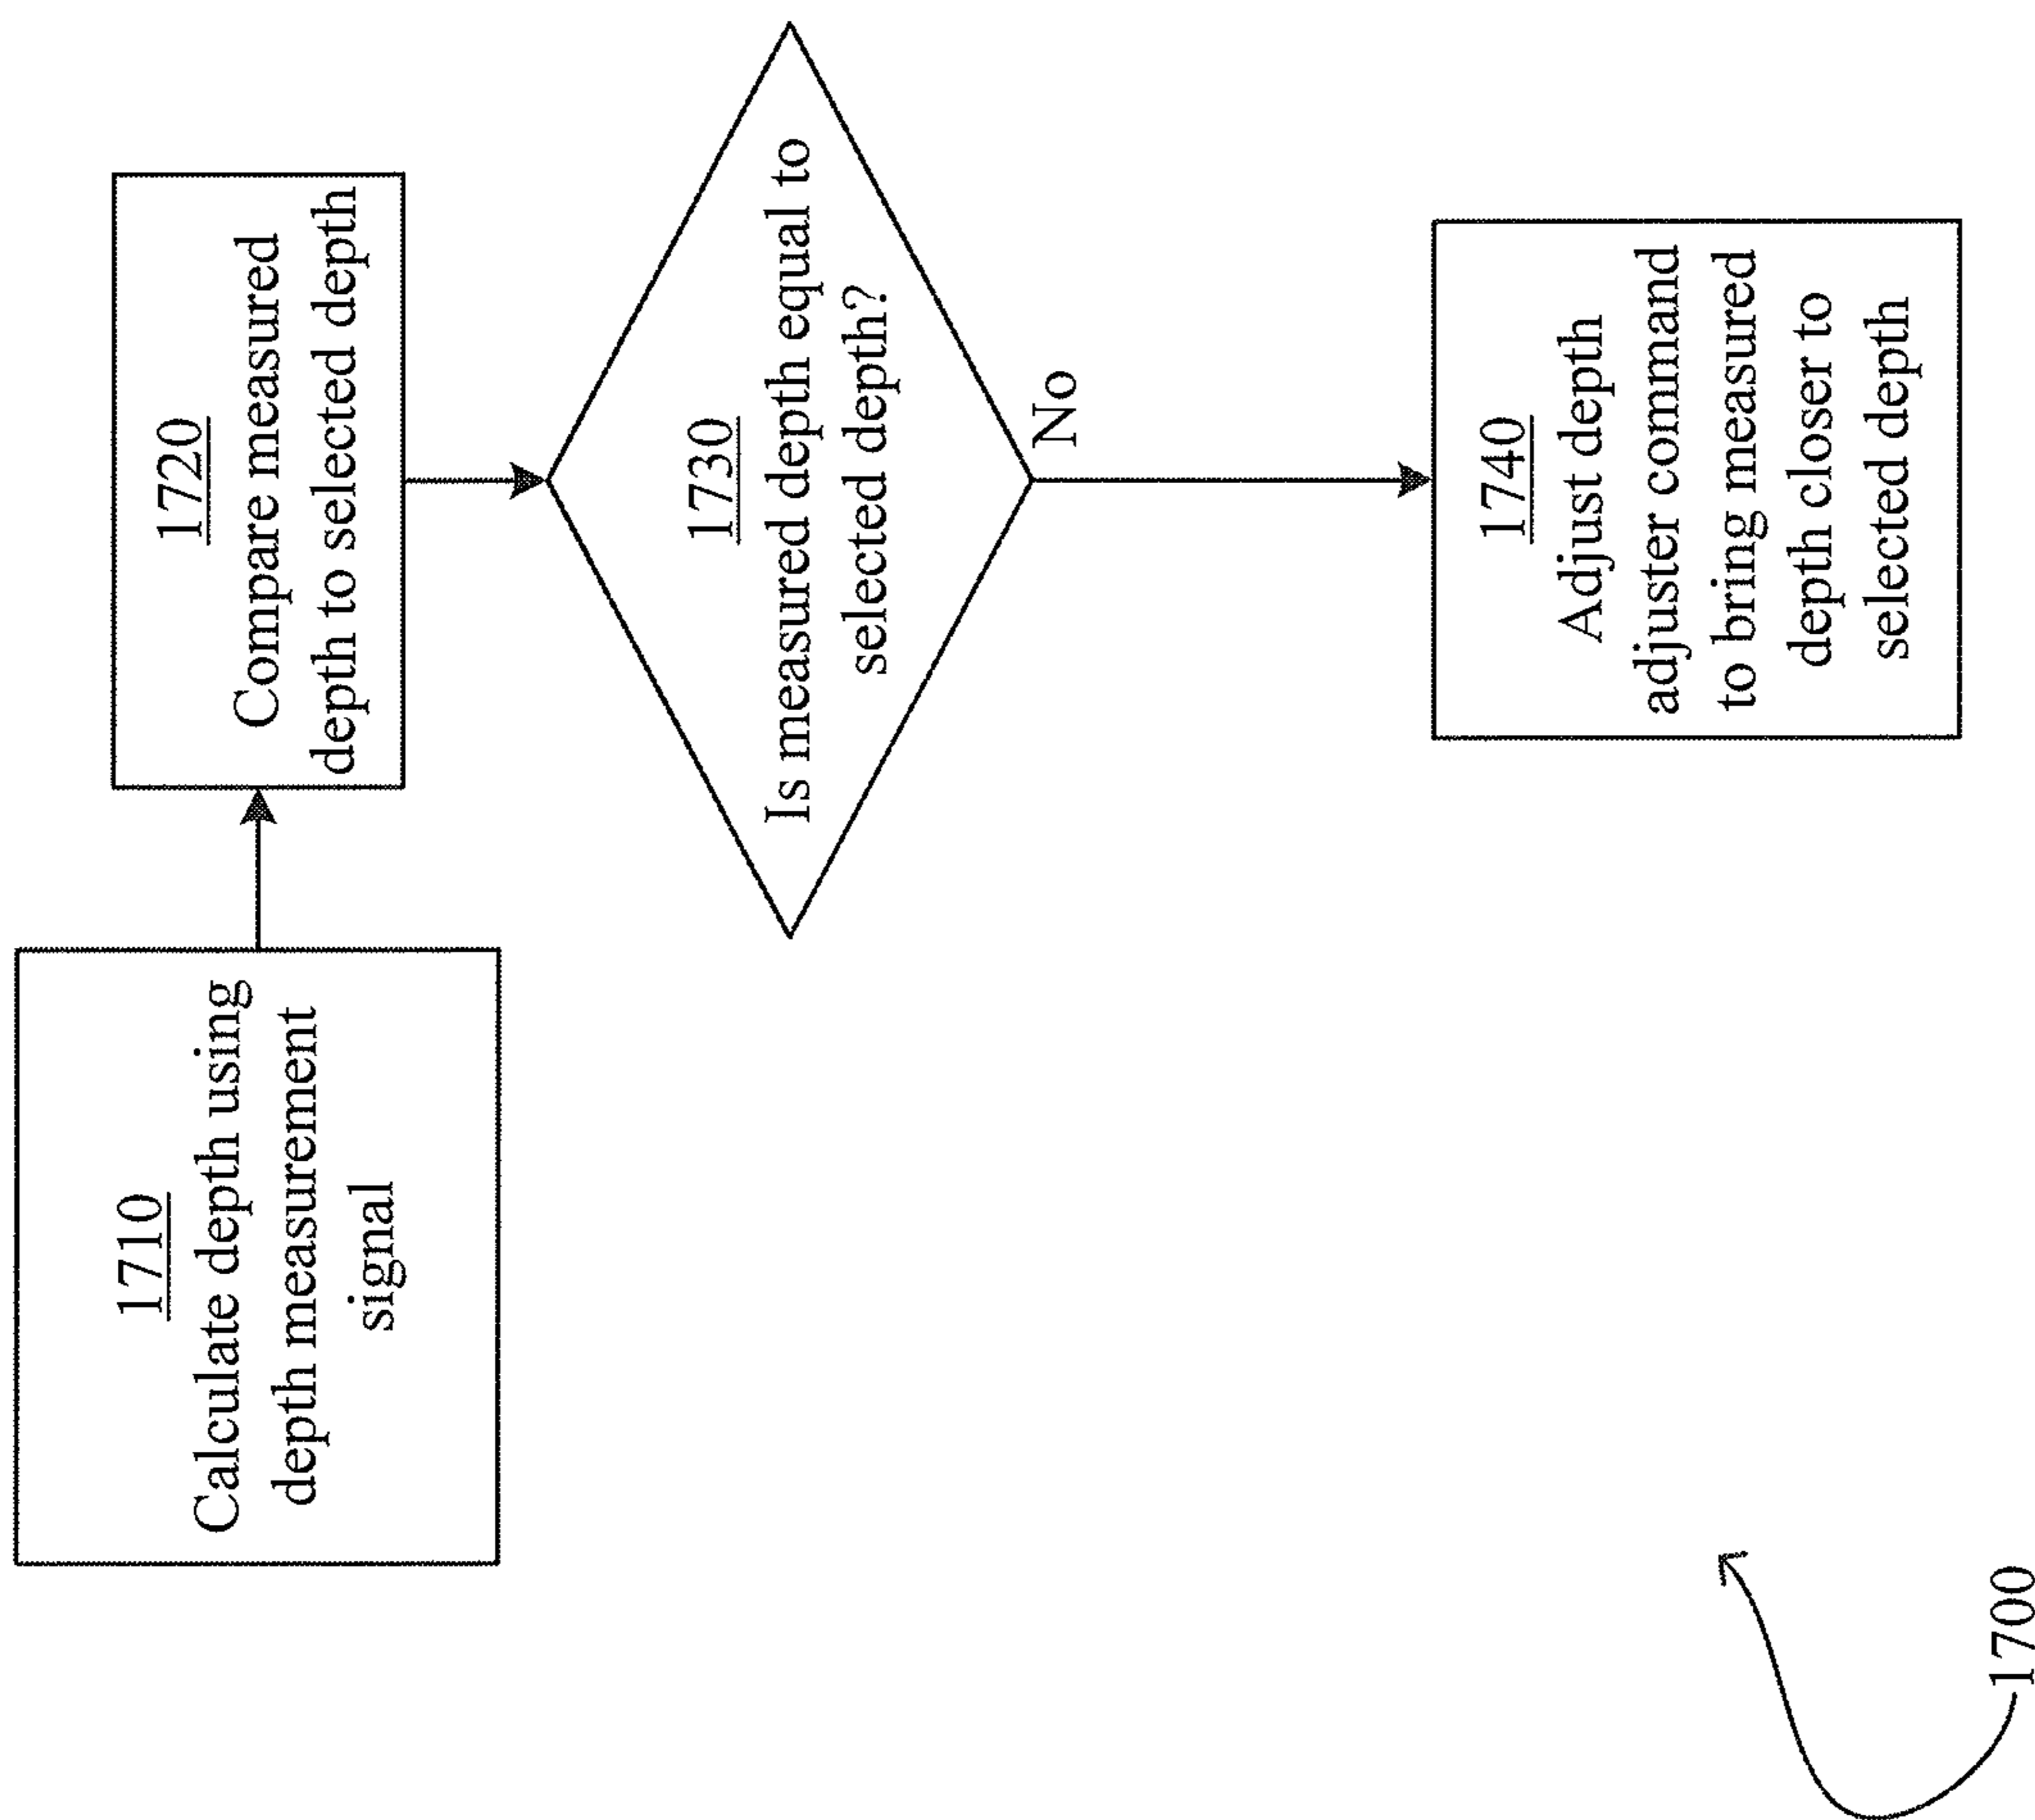 1710
Calculate depth using
depth measurement
signal
1720
Compare measured
depth to selected depth
1730
Is measured depth equal to
selected depth?
No
1740
Adjust depth
adjuster command
to bring measured
depth closer to
selected depth
1700